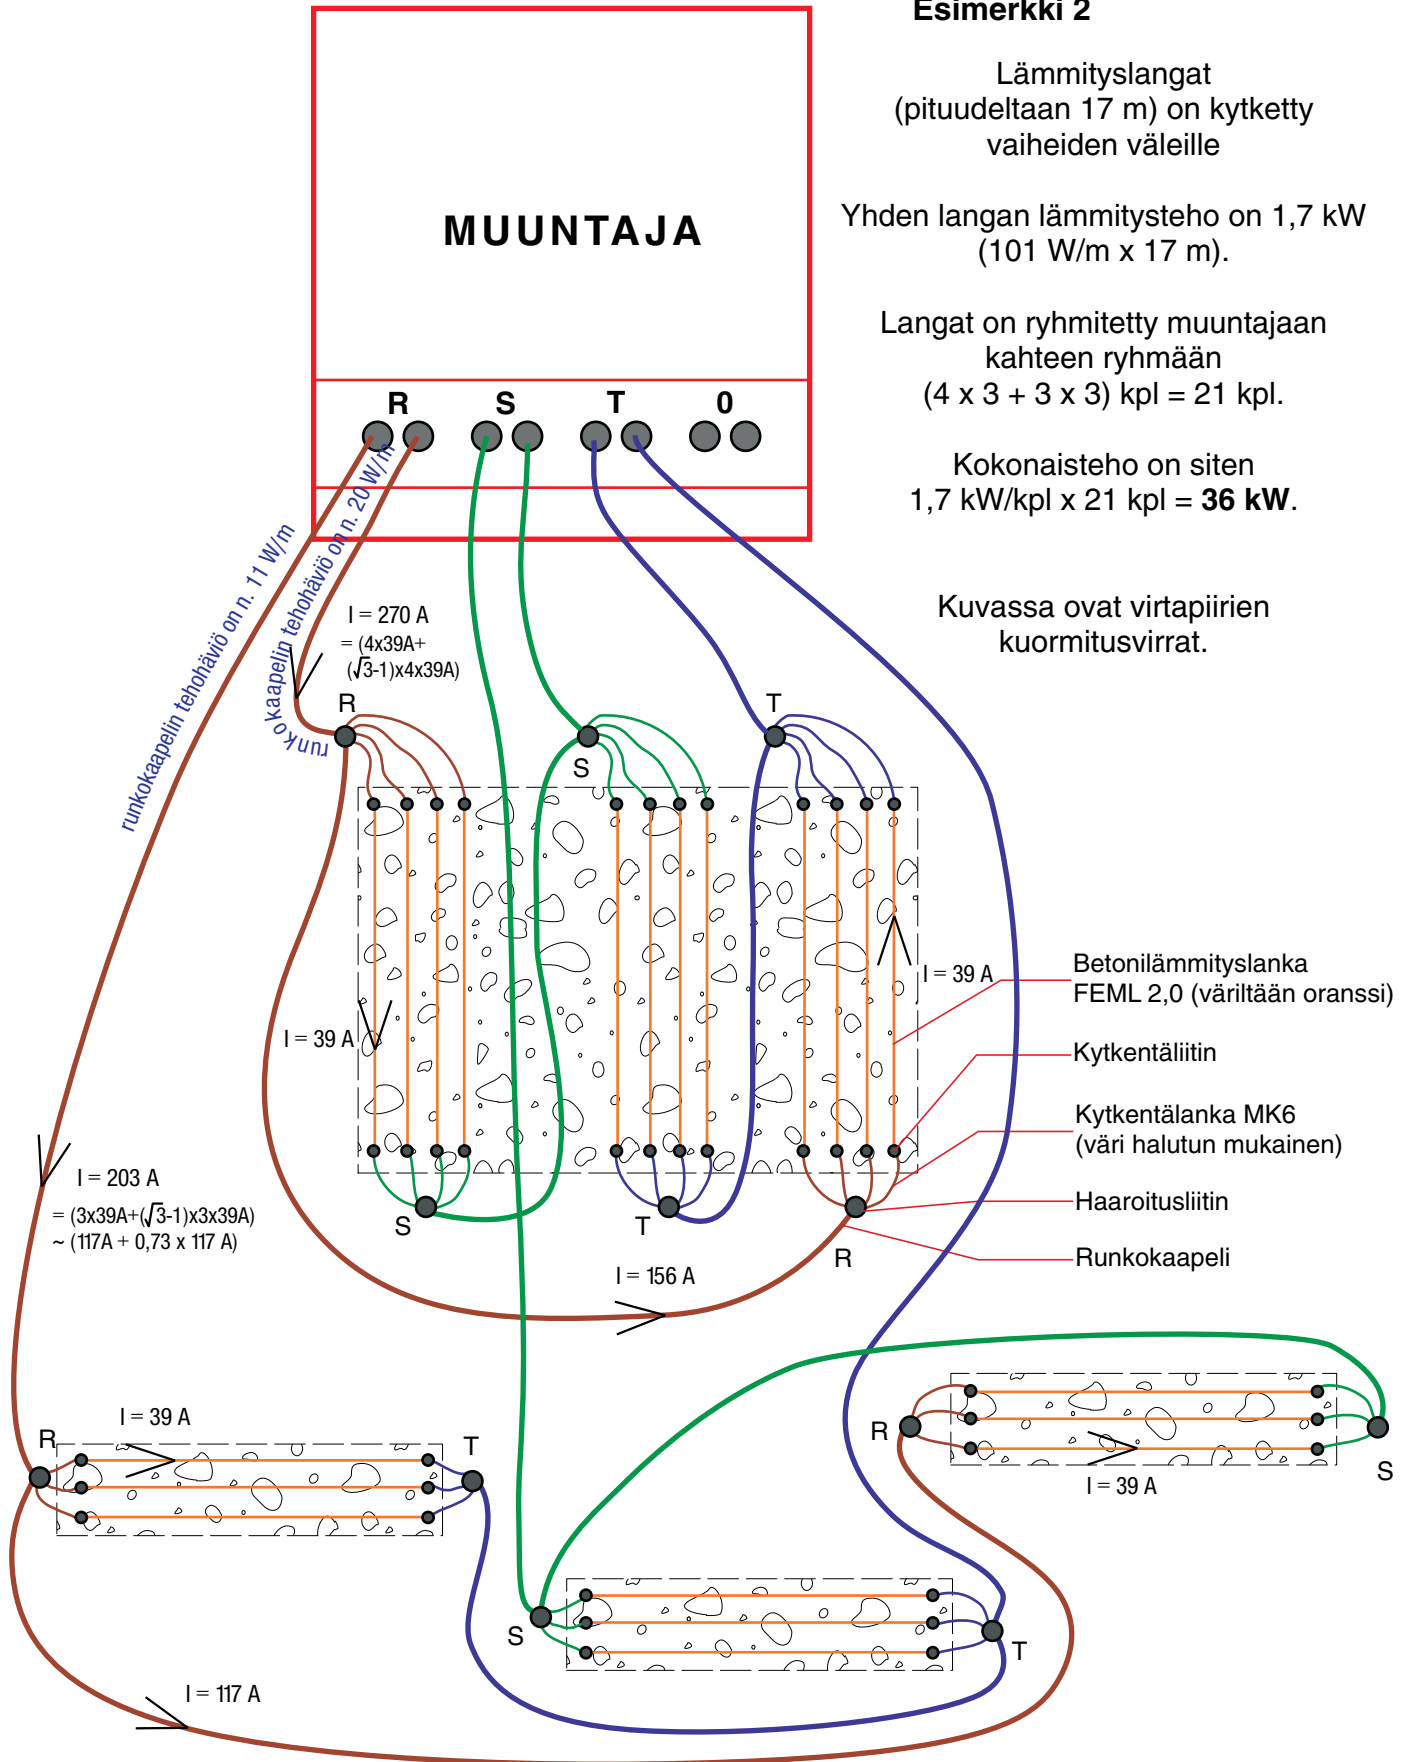 Esimerkki 2
Lämmityslangat
(pituudeltaan 17 m) on kytketty
vaiheiden väleille
MUUNTAJA
Yhden langan lämmitysteho on 1,7 kW
(101 W/m x 17 m).
Langat on ryhmitetty muuntajaan
kahteen ryhmään
(4 x 3 + 3 x 3) kpl = 21 kpl.
R S T 0
Kokonaisteho on siten
1,7 kW/kpl x 21 kpl = 36 kW.
Kuvassa ovat virtapiirien
kuormitusvirrat.
runkokaapelin tehohäviö on n. 11 W/m
runkokaapelin tehohäviö on n. 20 W/m
I = 270 A
= (4x39A+
(√3-1)x4x39A)
R
S
T
I = 39 A
I = 39 A
Betonilämmityslanka
FEML 2,0 (väriltään oranssi)
Kytkentäliitin
Kytkentälanka MK6
(väri halutun mukainen)
Haaroitusliitin
Runkokaapeli
I = 203 A
= (3x39A+(√3-1)x3x39A)
~ (117A + 0,73 x 117 A)
S
T
R
I = 156 A
I = 39 A
R
T
R
I = 39 A
S
S
T
I = 117 A